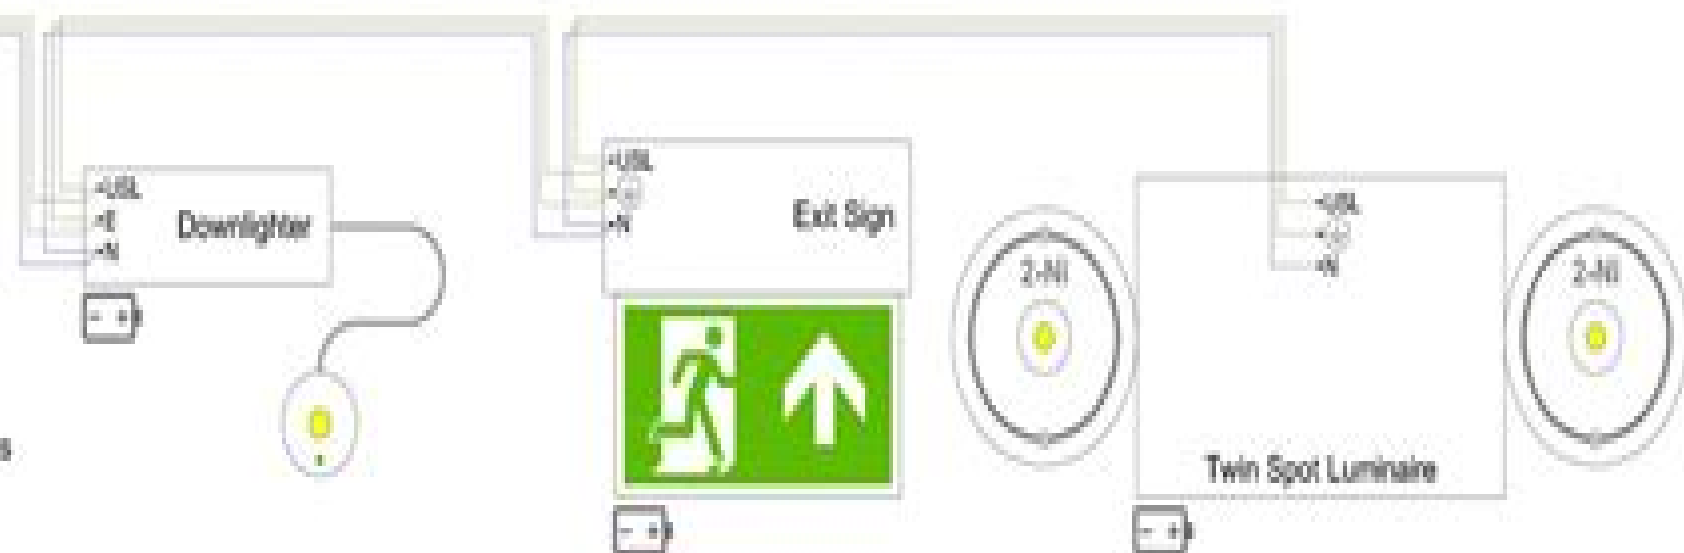 USL
E
N
Downlighter
- +
USL
N
Exit Sign
- +
USL
N
2-NI
2-NI
Twin Spot Luminaire
- +
s